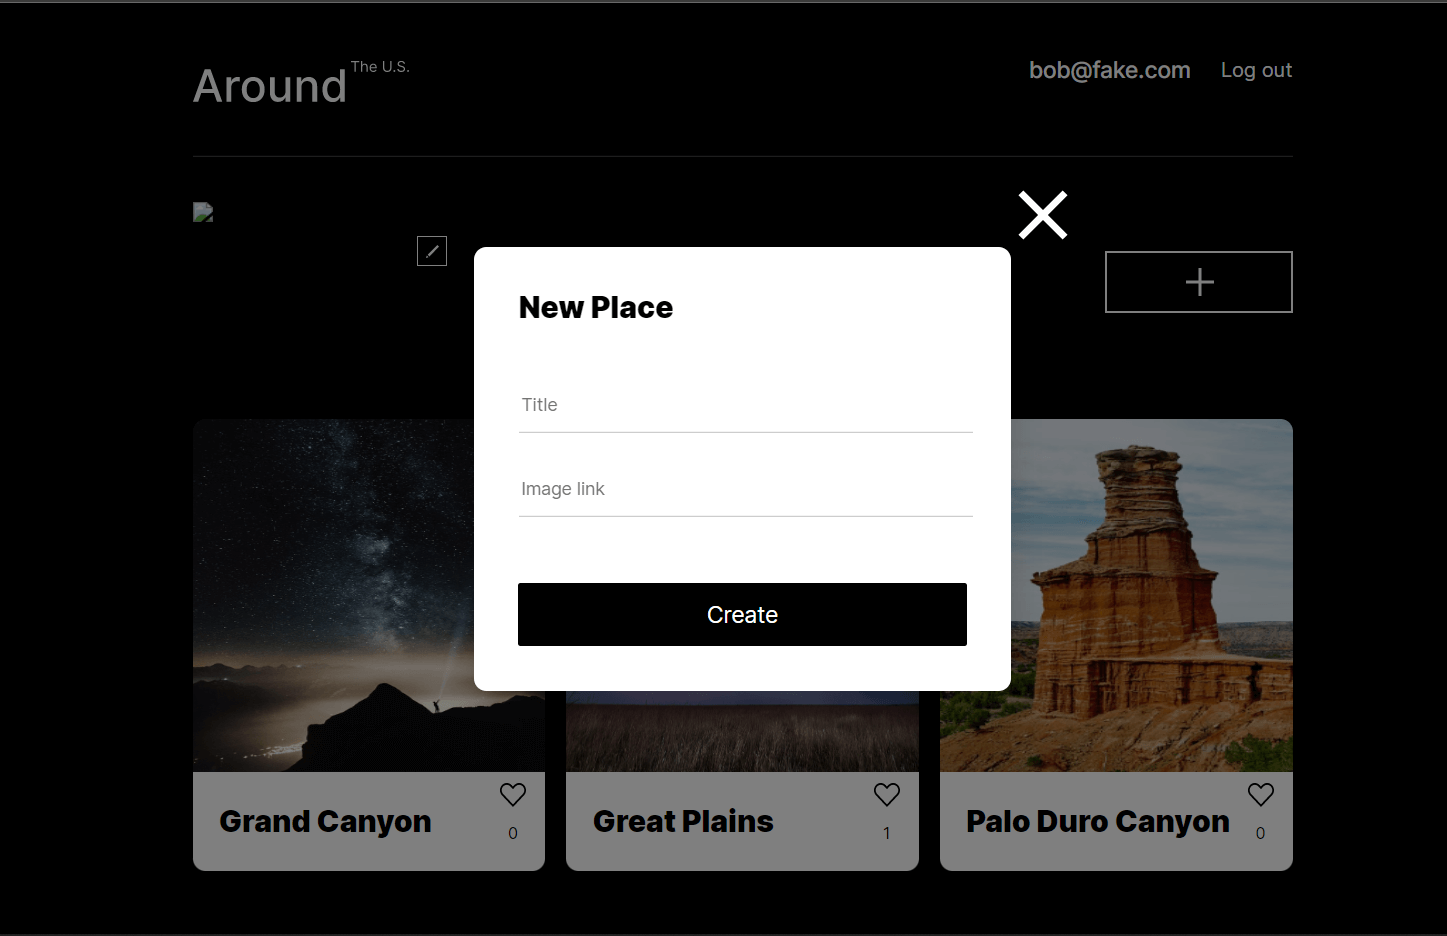 Around The U.S.
bob@fake.com
Log out
New Place
Title
Image link
Create
Grand Canyon
0
Great Plains
1
Palo Duro Canyon
0